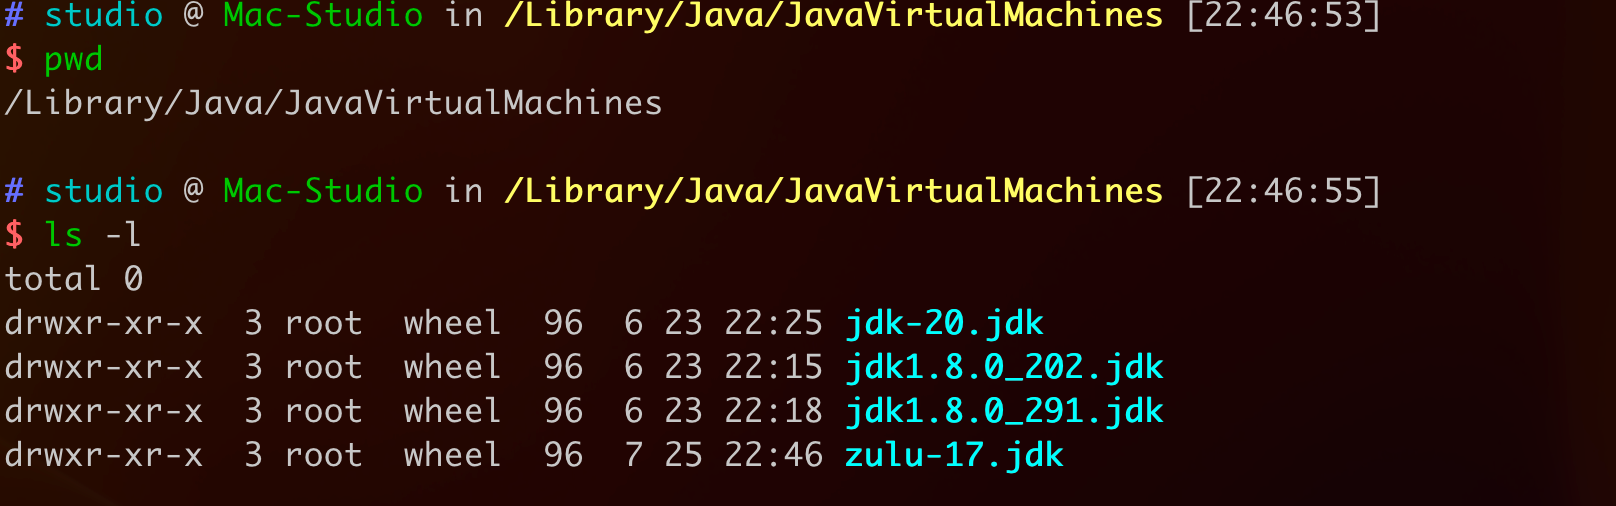 # studio @ Mac-Studio in /Library/Java/JavaVirtualMachines [22:46:53]
$ pwd
/Library/Java/JavaVirtualMachines
# studio @ Mac-Studio in /Library/Java/JavaVirtualMachines [22:46:55]
$ ls -l
total 0
drwxr-xr-x  3 root  wheel  96  6 23 22:25 jdk-20.jdk
drwxr-xr-x  3 root  wheel  96  6 23 22:15 jdk1.8.0_202.jdk
drwxr-xr-x  3 root  wheel  96  6 23 22:18 jdk1.8.0_291.jdk
drwxr-xr-x  3 root  wheel  96  7 25 22:46 zulu-17.jdk